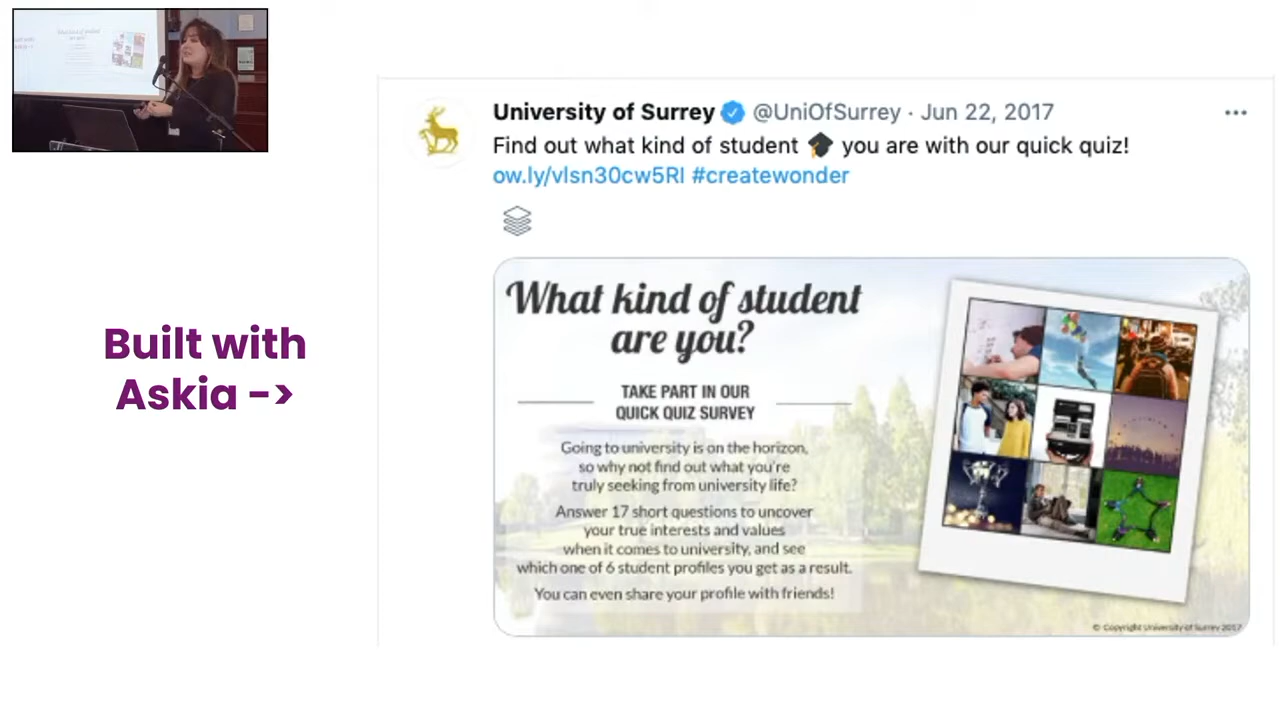 University of Surrey @UniOfSurrey · Jun 22, 2017
Find out what kind of student 🎓 you are with our quick quiz!
ow.ly/vlsn30cw5Rl #createwonder
Built with
Askia ->
What kind of student
are you?
TAKE PART IN OUR
QUICK QUIZ SURVEY
Going to university is on the horizon,
so why not find out what you're
truly seeking from university life?
Answer 17 short questions to uncover
your true interests and values
when it comes to university, and see
which one of 6 student profiles you get as a result.
You can even share your profile with friends!
© Copyright University of Surrey 2017